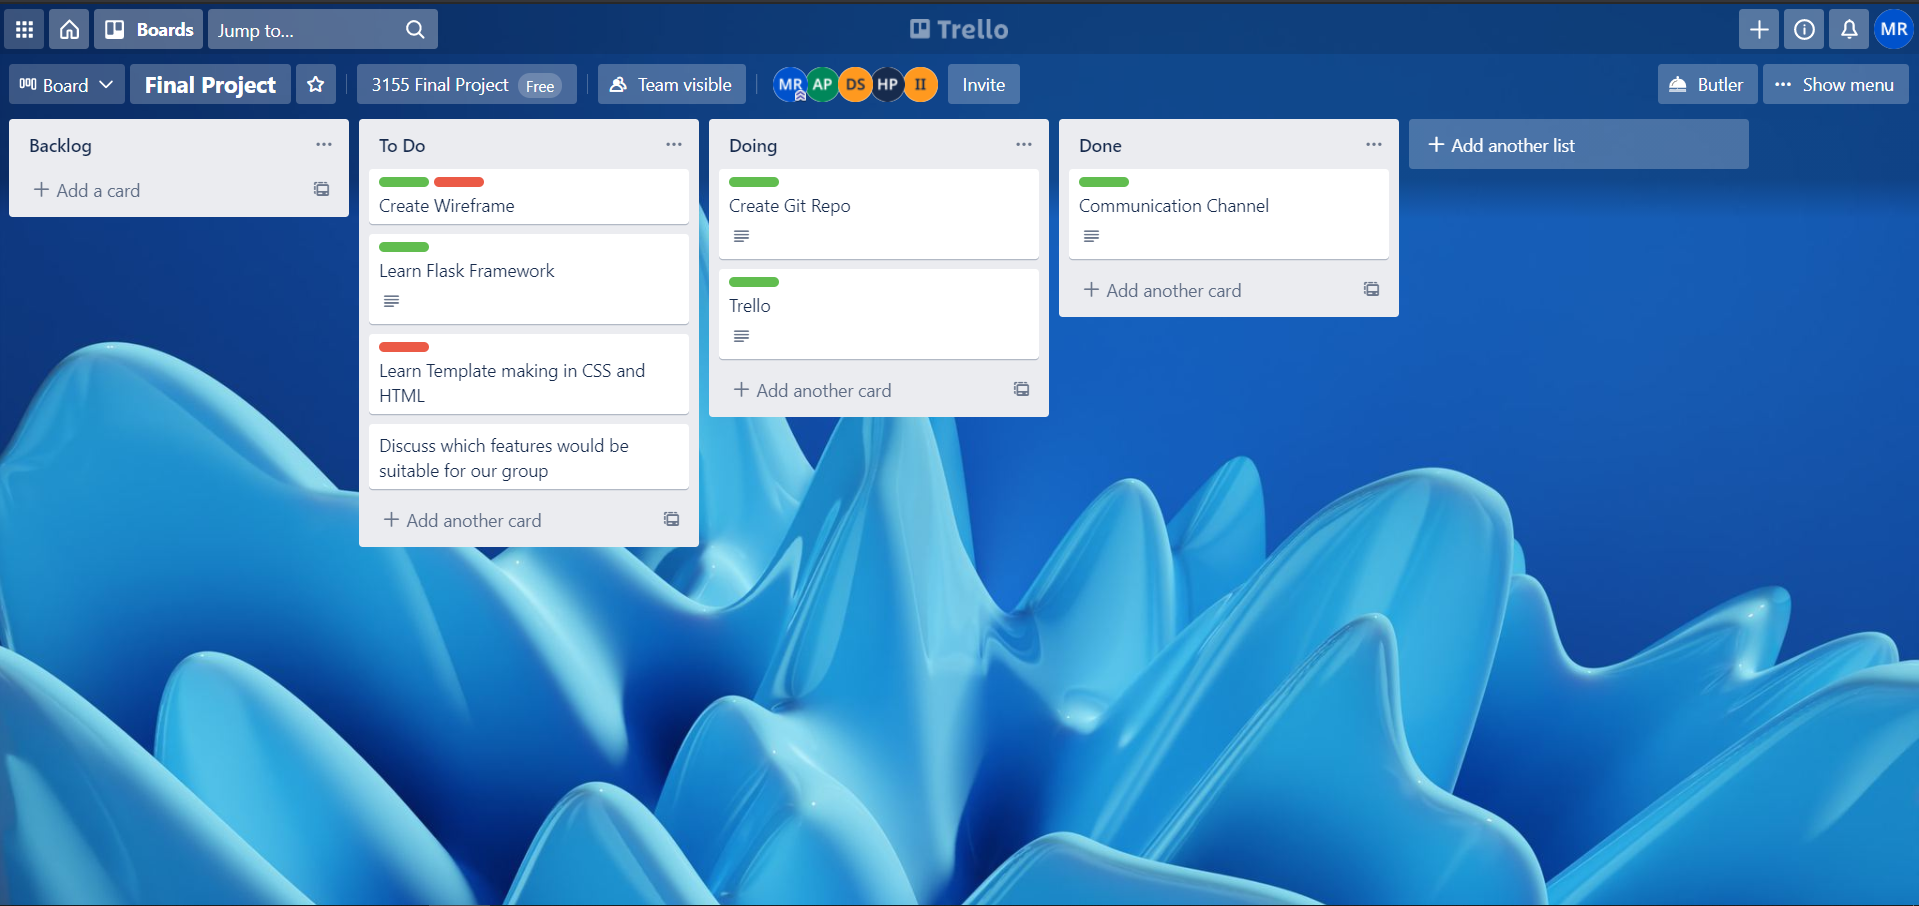 Boards
Jump to...
Trello
MR
Board
Final Project
3155 Final Project Free
Team visible
MR AP DS HP II
Invite
Butler
Show menu
Backlog
Add a card
To Do
Create Wireframe
Learn Flask Framework
Learn Template making in CSS and
HTML
Discuss which features would be
suitable for our group
Add another card
Doing
Create Git Repo
Trello
Add another card
Done
Communication Channel
Add another card
Add another list